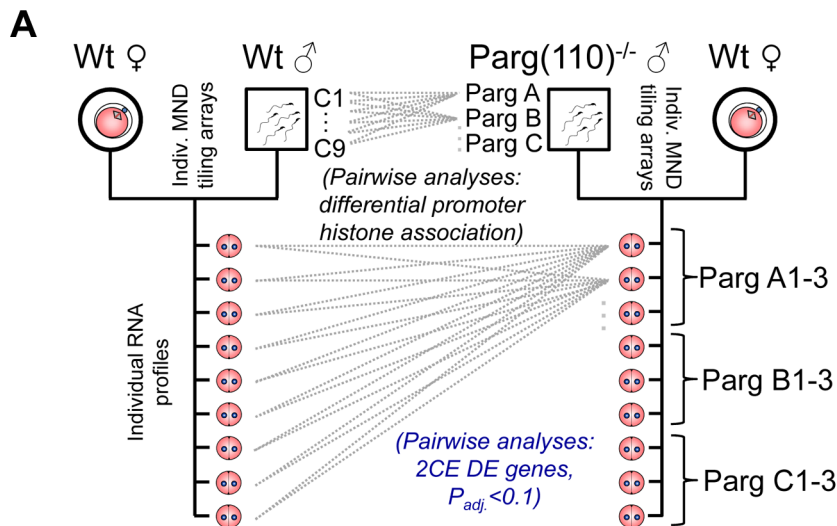 A
Wt ♀
Wt ♂
Parg(110)-/- ♂
Wt ♀
Indiv. MND
tiling arrays
C1
C9
Parg A
Parg B
Parg C
Indiv. MND
tiling arrays
(Pairwise analyses:
differential promoter
histone association)
Individual RNA
profiles
Parg A1-3
Parg B1-3
Parg C1-3
(Pairwise analyses:
2CE DE genes,
Padj.<0.1)